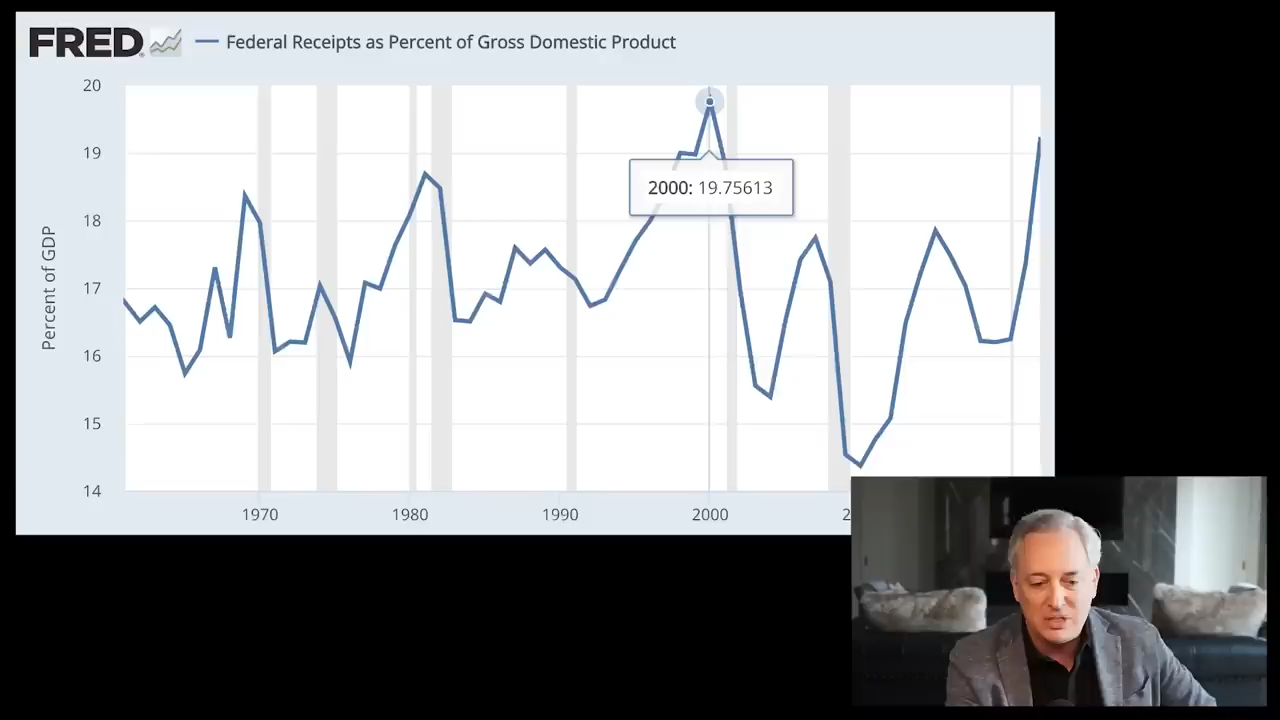 FRED Federal Receipts as Percent of Gross Domestic Product
Percent of GDP
20
19
18
17
16
15
14
2000: 19.75613
1970 1980 1990 2000 2